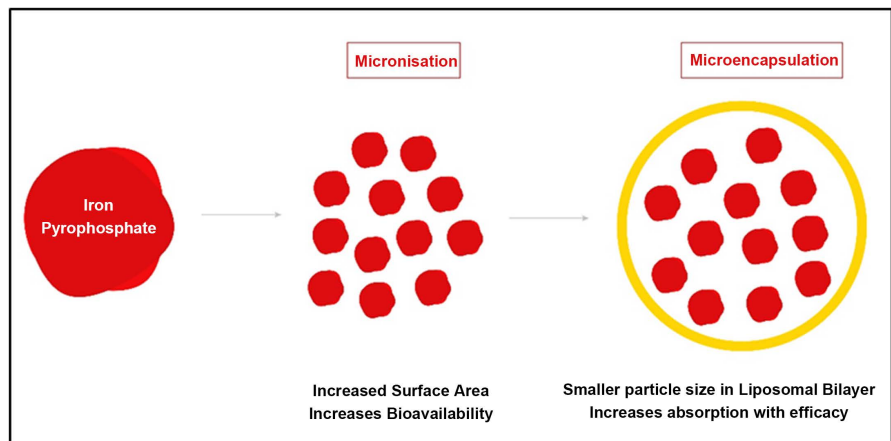 Micronisation
Microencapsulation
Iron
Pyrophosphate
Increased Surface Area
Increases Bioavailability
Smaller particle size in Liposomal Bilayer
Increases absorption with efficacy